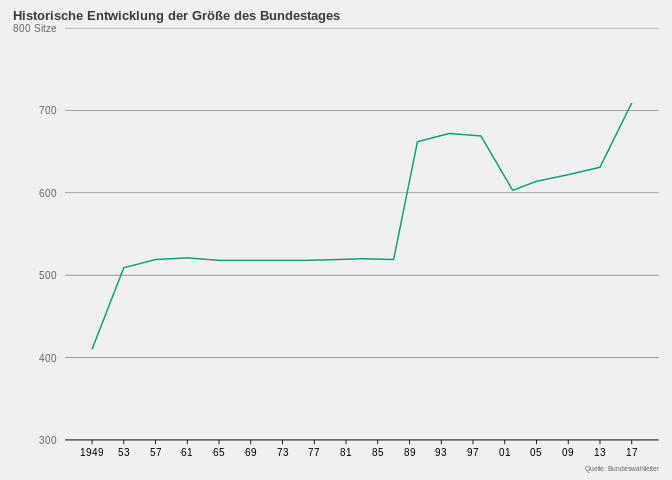 Historische Entwicklung der Größe des Bundestages
800 Sitze
700
600
500
400
300
1949 53 57 61 65 69 73 77 81 85 89 93 97 01 05 09 13 17
Quelle: Bundeswahlleiter